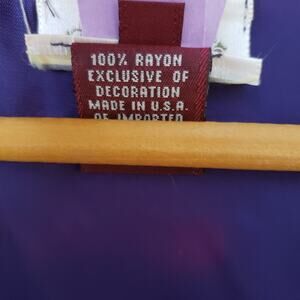 100% RAYON
EXCLUSIVE OF
DECORATION
MADE IN U.S.A.
OF IMPORTED